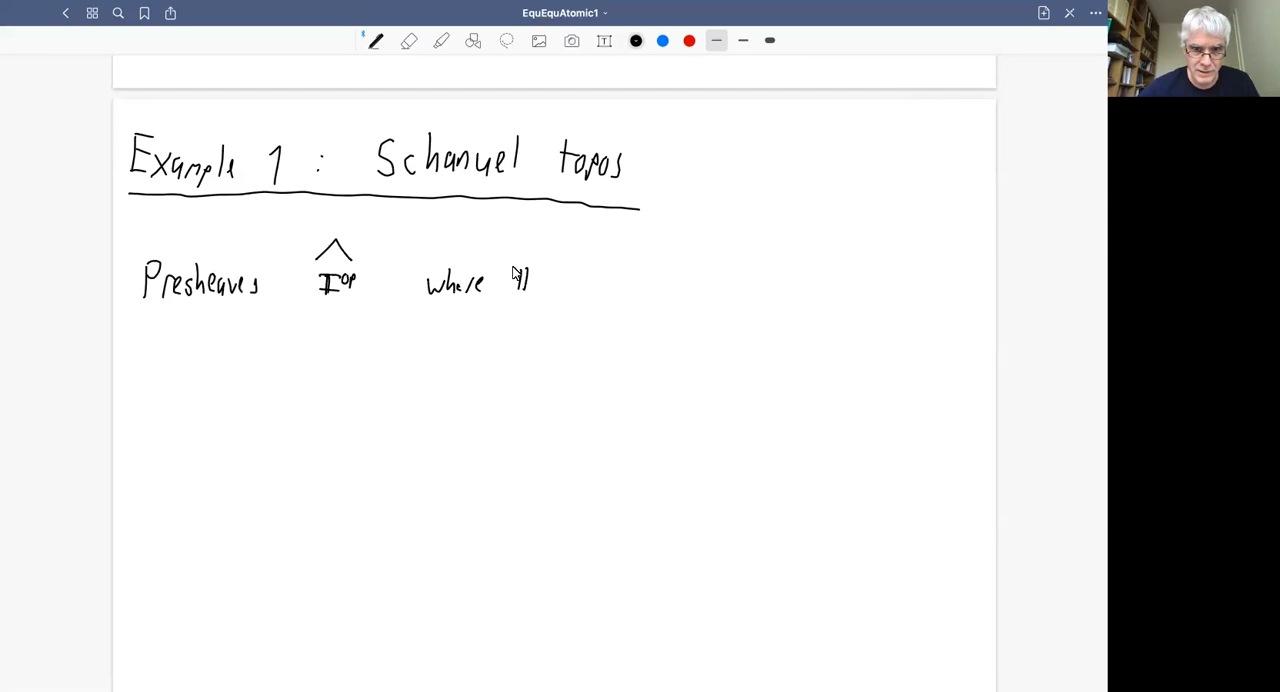 EquEquAtomic1
Example 1 : Schanuel topos
Presheaves 𝕀^op where